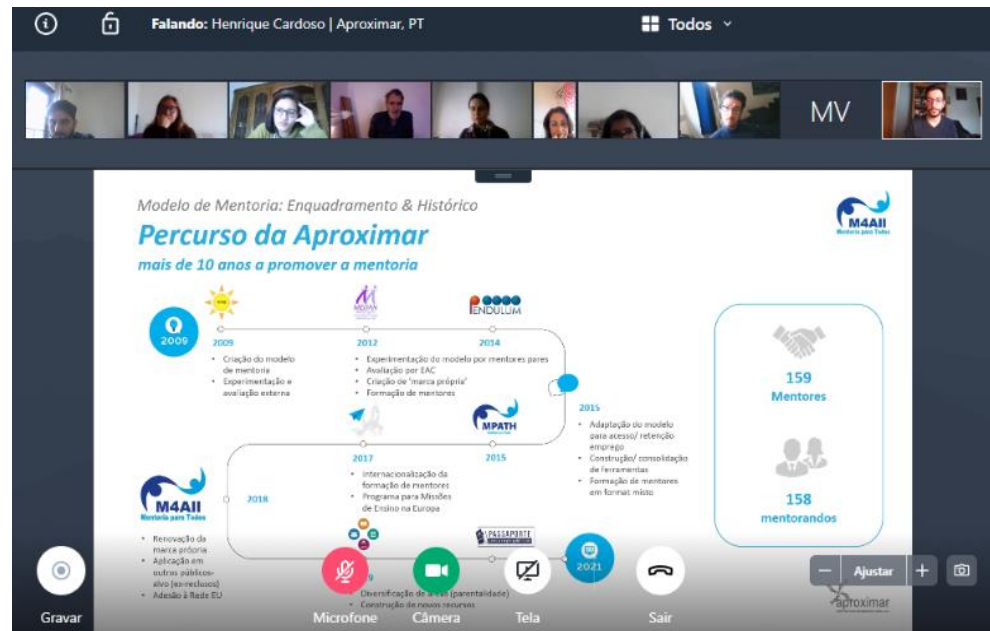 Falando: Henrique Cardoso | Aproximar, PT
Todos
MV
Modelo de Mentoria: Enquadramento & Histórico
Percurso da Aproximar
mais de 10 anos a promover a mentoria
M4All
Mentoria para Todos
2009
2009
• Criação do modelo
de mentoria
• Experimentação e
avaliação externa
2012
PENDULUM
2014
• Experimentação do modelo por mentores pares
• Avaliação por EAC
• Criação de 'marca própria'
• Formação de mentores
2015
• Adaptação do modelo
para acesso/ retenção
emprego
• Construção/ consolidação
de ferramentas
• Formação de mentores
em format misto
MPATH
2015
2017
• Internacionalização da
formação de mentores
• Programa para Missões
de Ensino na Europa
M4All
Mentoria para Todos
2018
• Renovação da
marca própria
• Aplicação em
outros públicos-
alvo (ex-reclusos)
• Adesão à Rede EU
9
• Diversificação de (parentalidade)
• Construção de novos recursos
PASSAPORTE
2021
159
Mentores
158
mentorandos
Gravar
Microfone
Câmera
Tela
Sair
− Ajustar +
aproximar